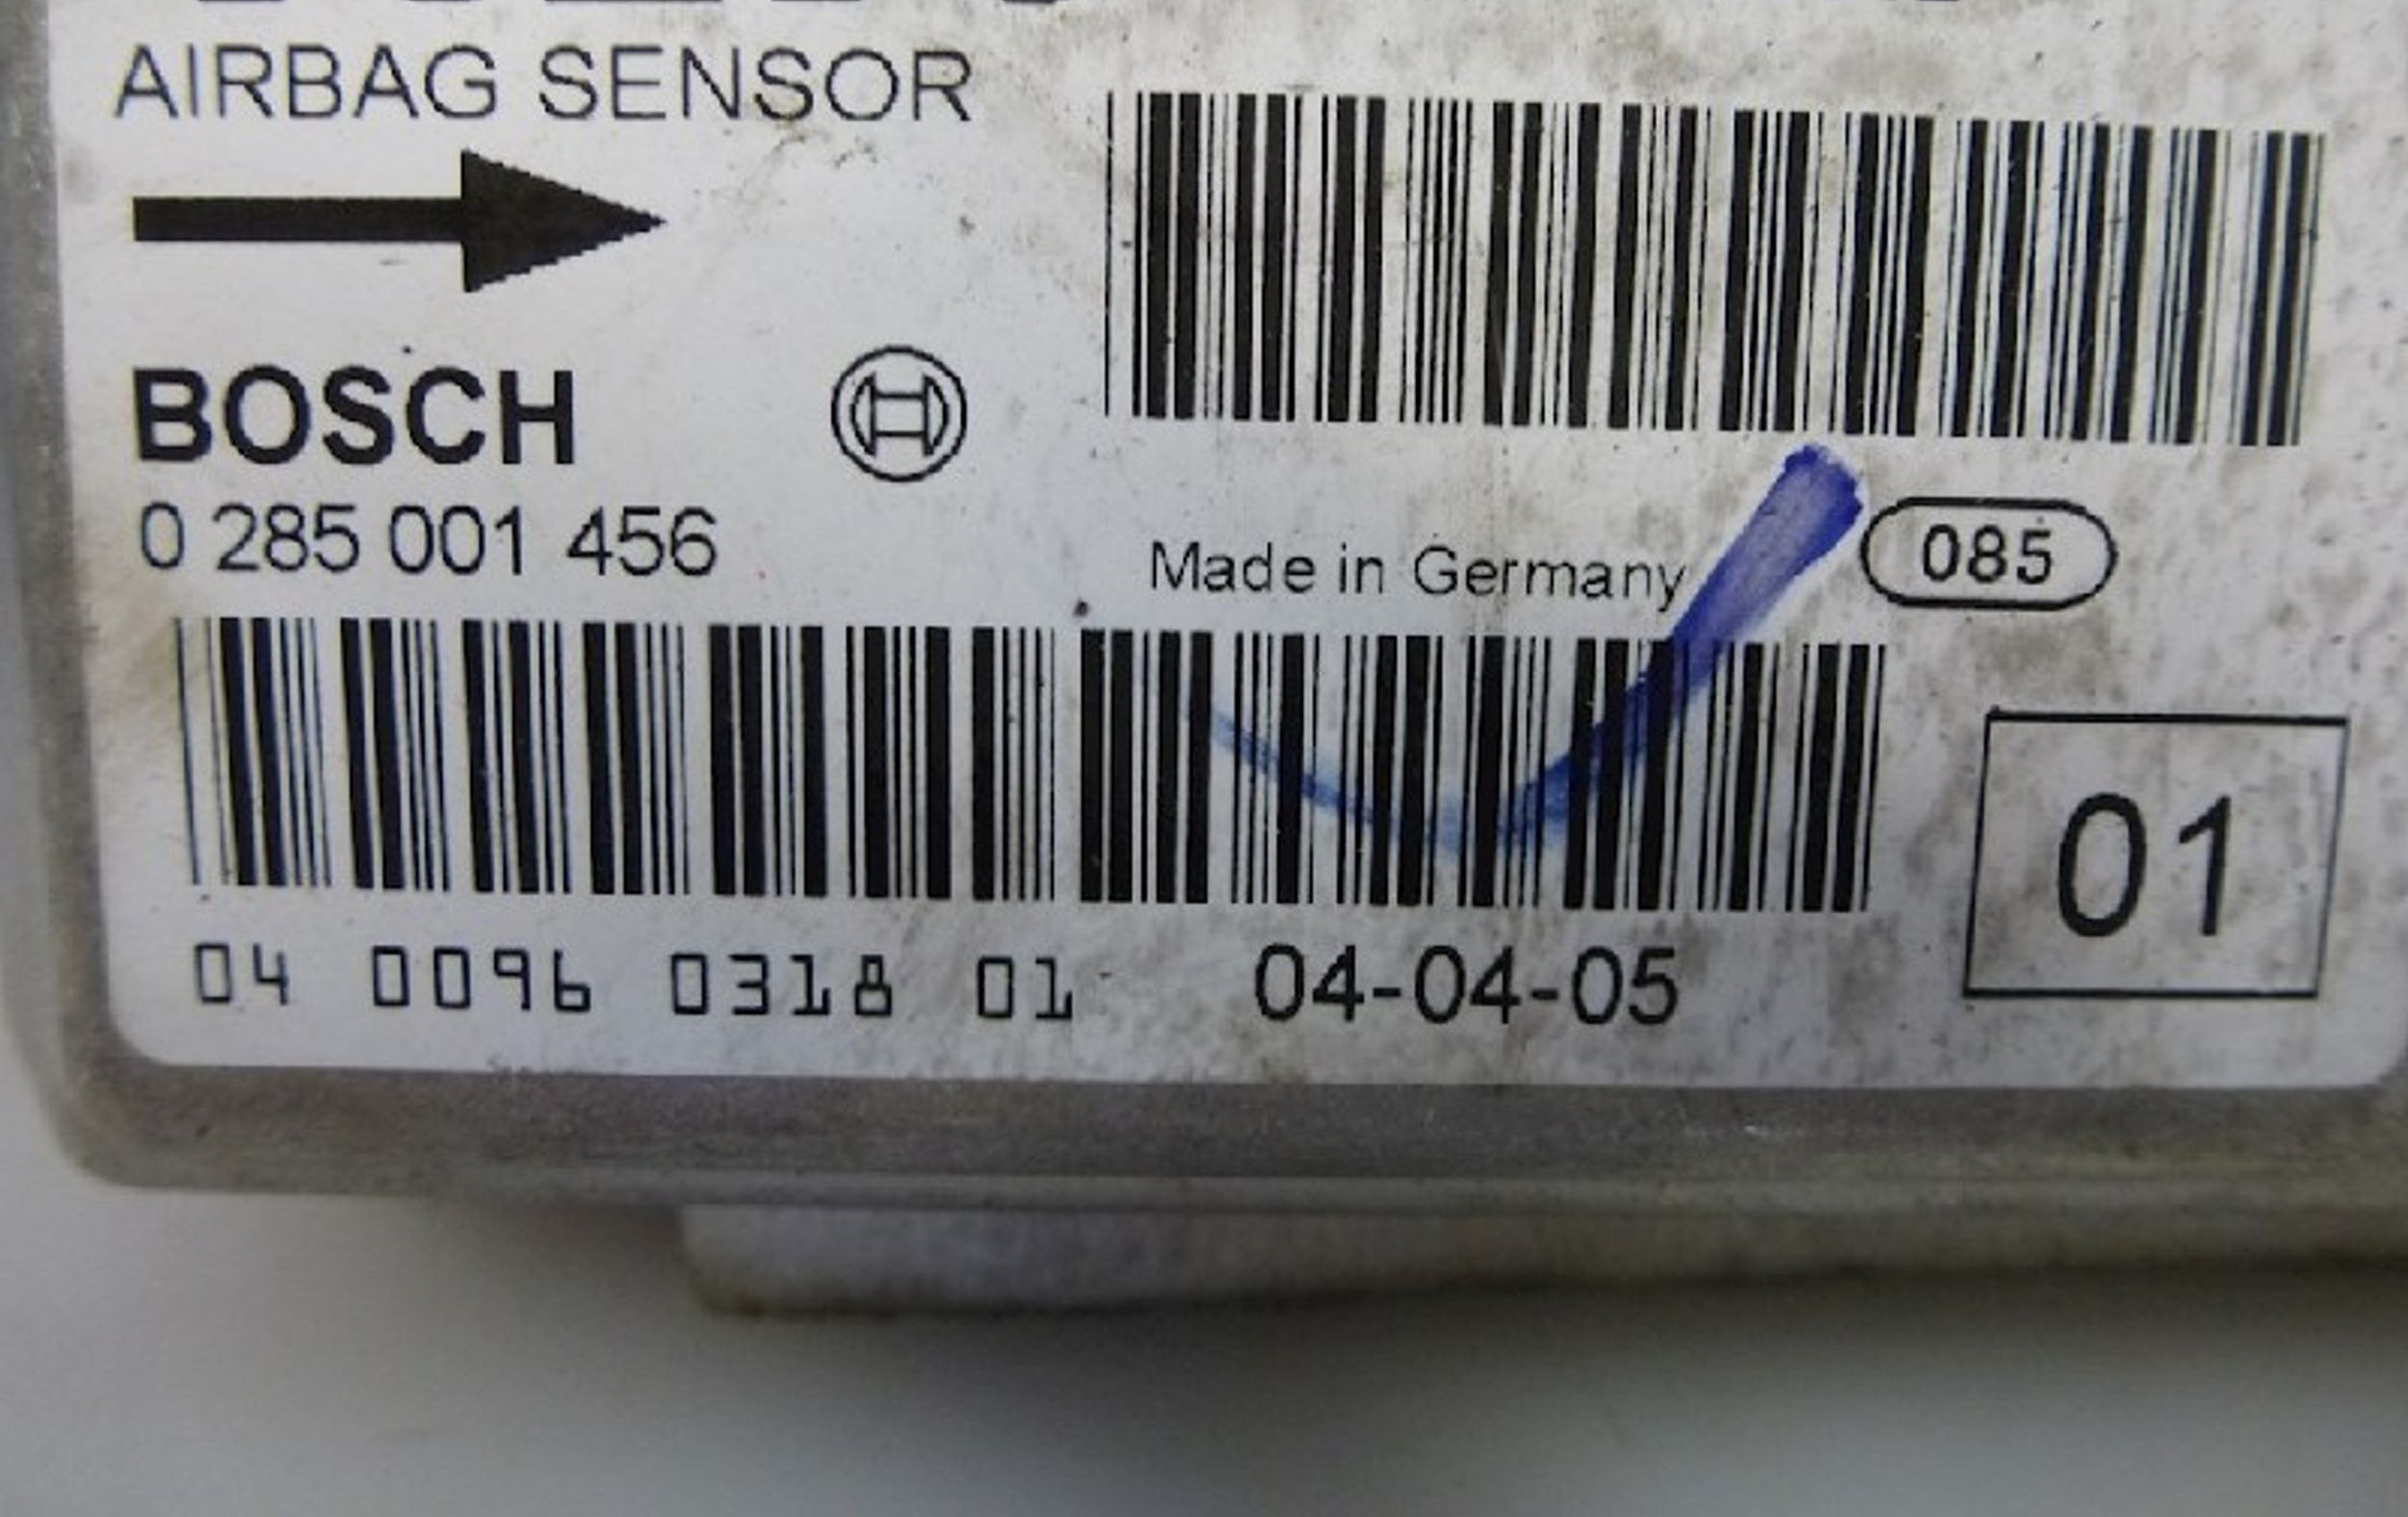 AIRBAG SENSOR
BOSCH
0 285 001 456
Made in Germany
085
01
04 0096 0318 01
04-04-05